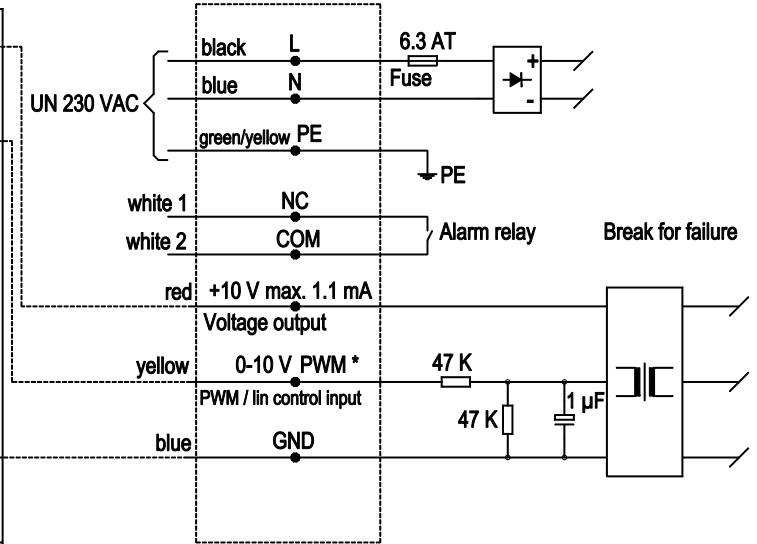 black L 6.3 AT
blue N Fuse
UN 230 VAC
+
-
green/yellow PE
PE
white 1 NC
white 2 COM Alarm relay
Break for failure
red +10 V max. 1.1 mA
Voltage output
yellow 0-10 V PWM *
PWM / lin control input
47 K
47 K
1 µF
blue GND